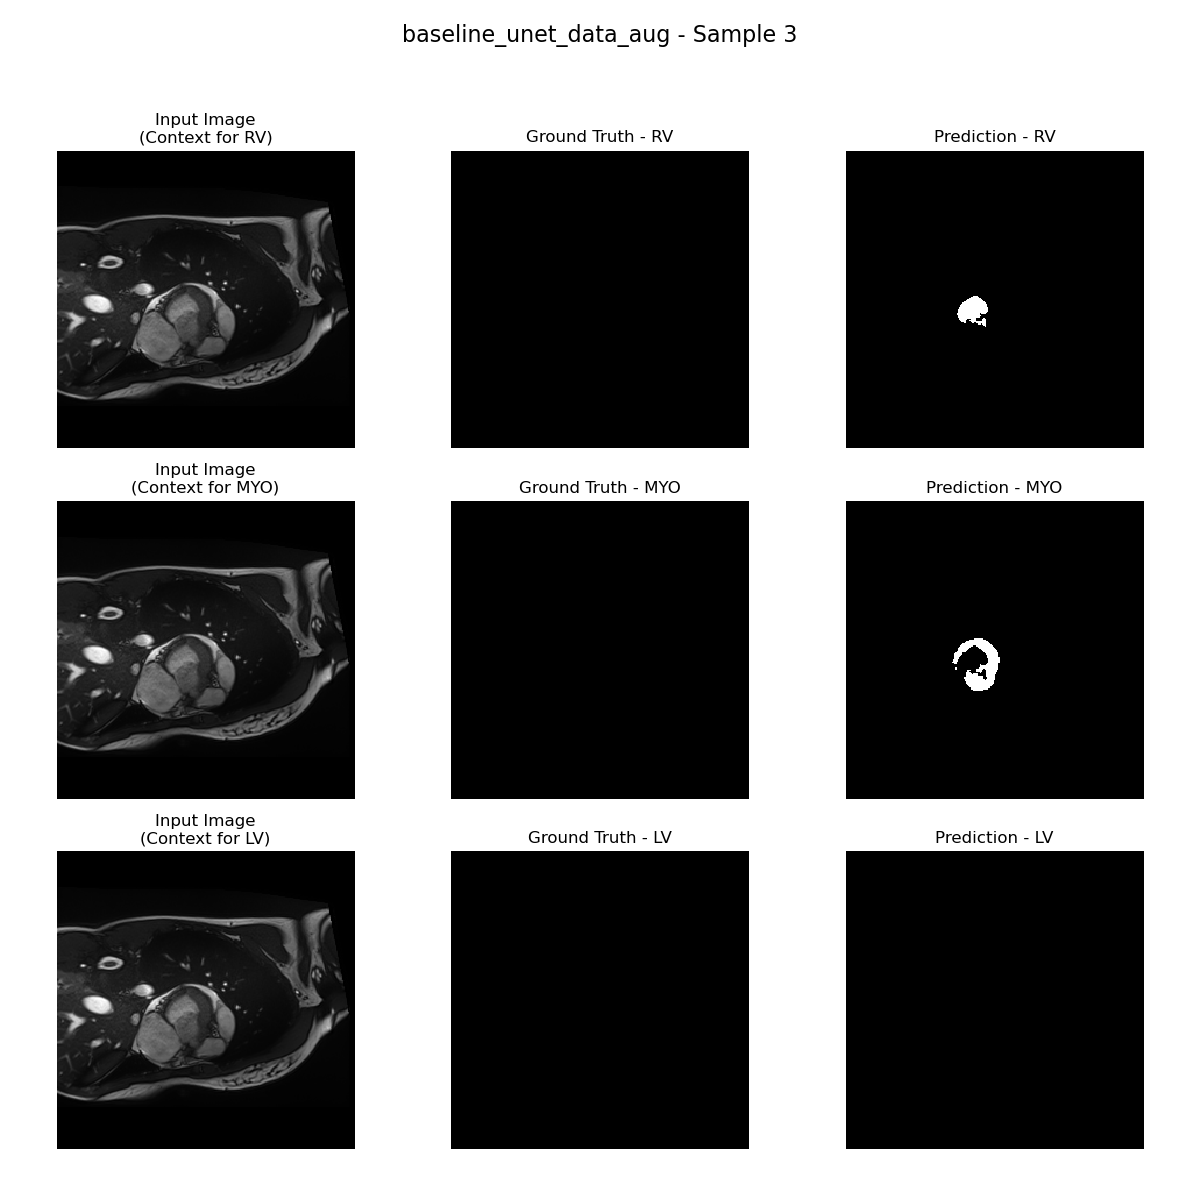 baseline_unet_data_aug - Sample 3
Input Image
(Context for RV)
Ground Truth - RV
Prediction - RV
Input Image
(Context for MYO)
Ground Truth - MYO
Prediction - MYO
Input Image
(Context for LV)
Ground Truth - LV
Prediction - LV